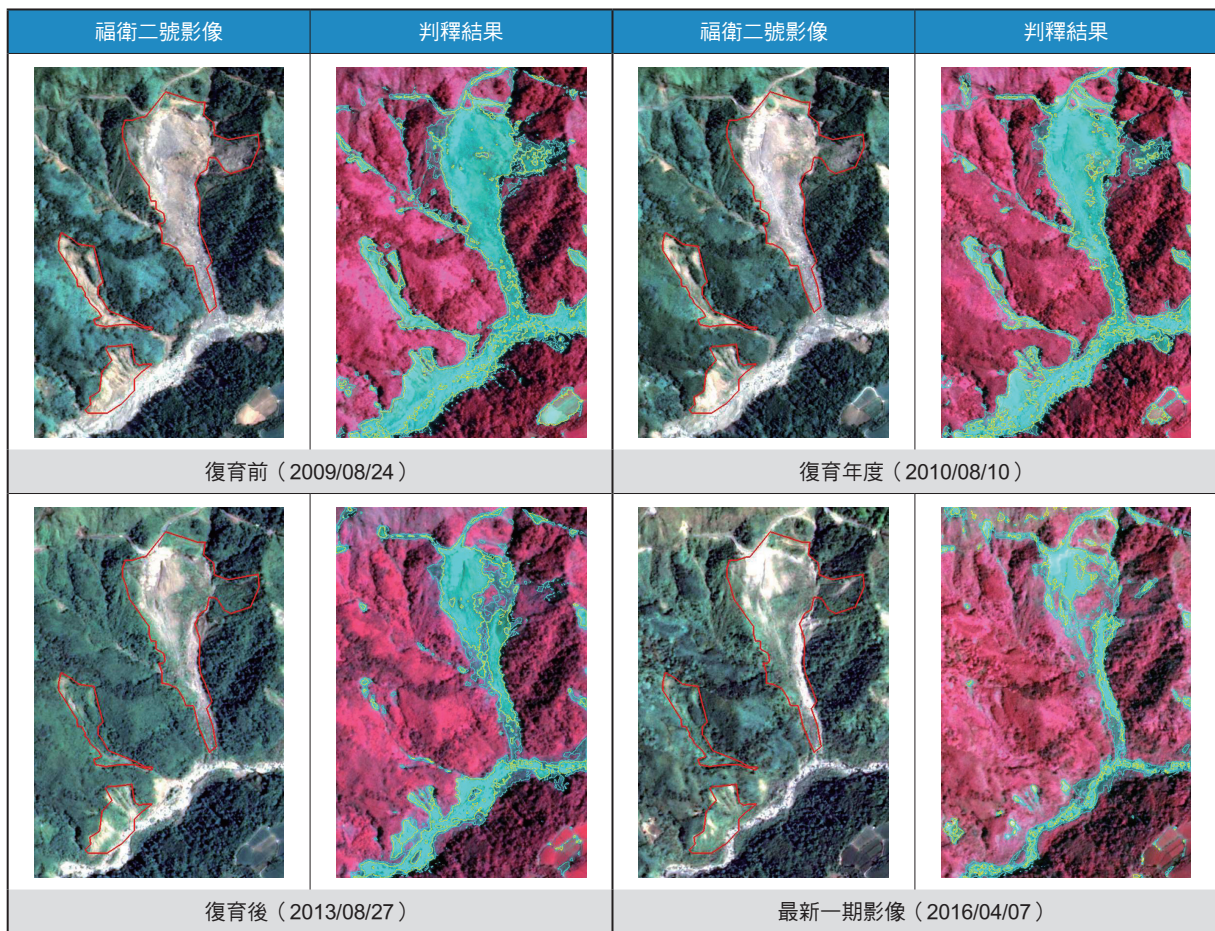 福衛二號影像 判釋結果 福衛二號影像 判釋結果
復育前（2009/08/24） 復育年度（2010/08/10）
復育後（2013/08/27） 最新一期影像（2016/04/07）